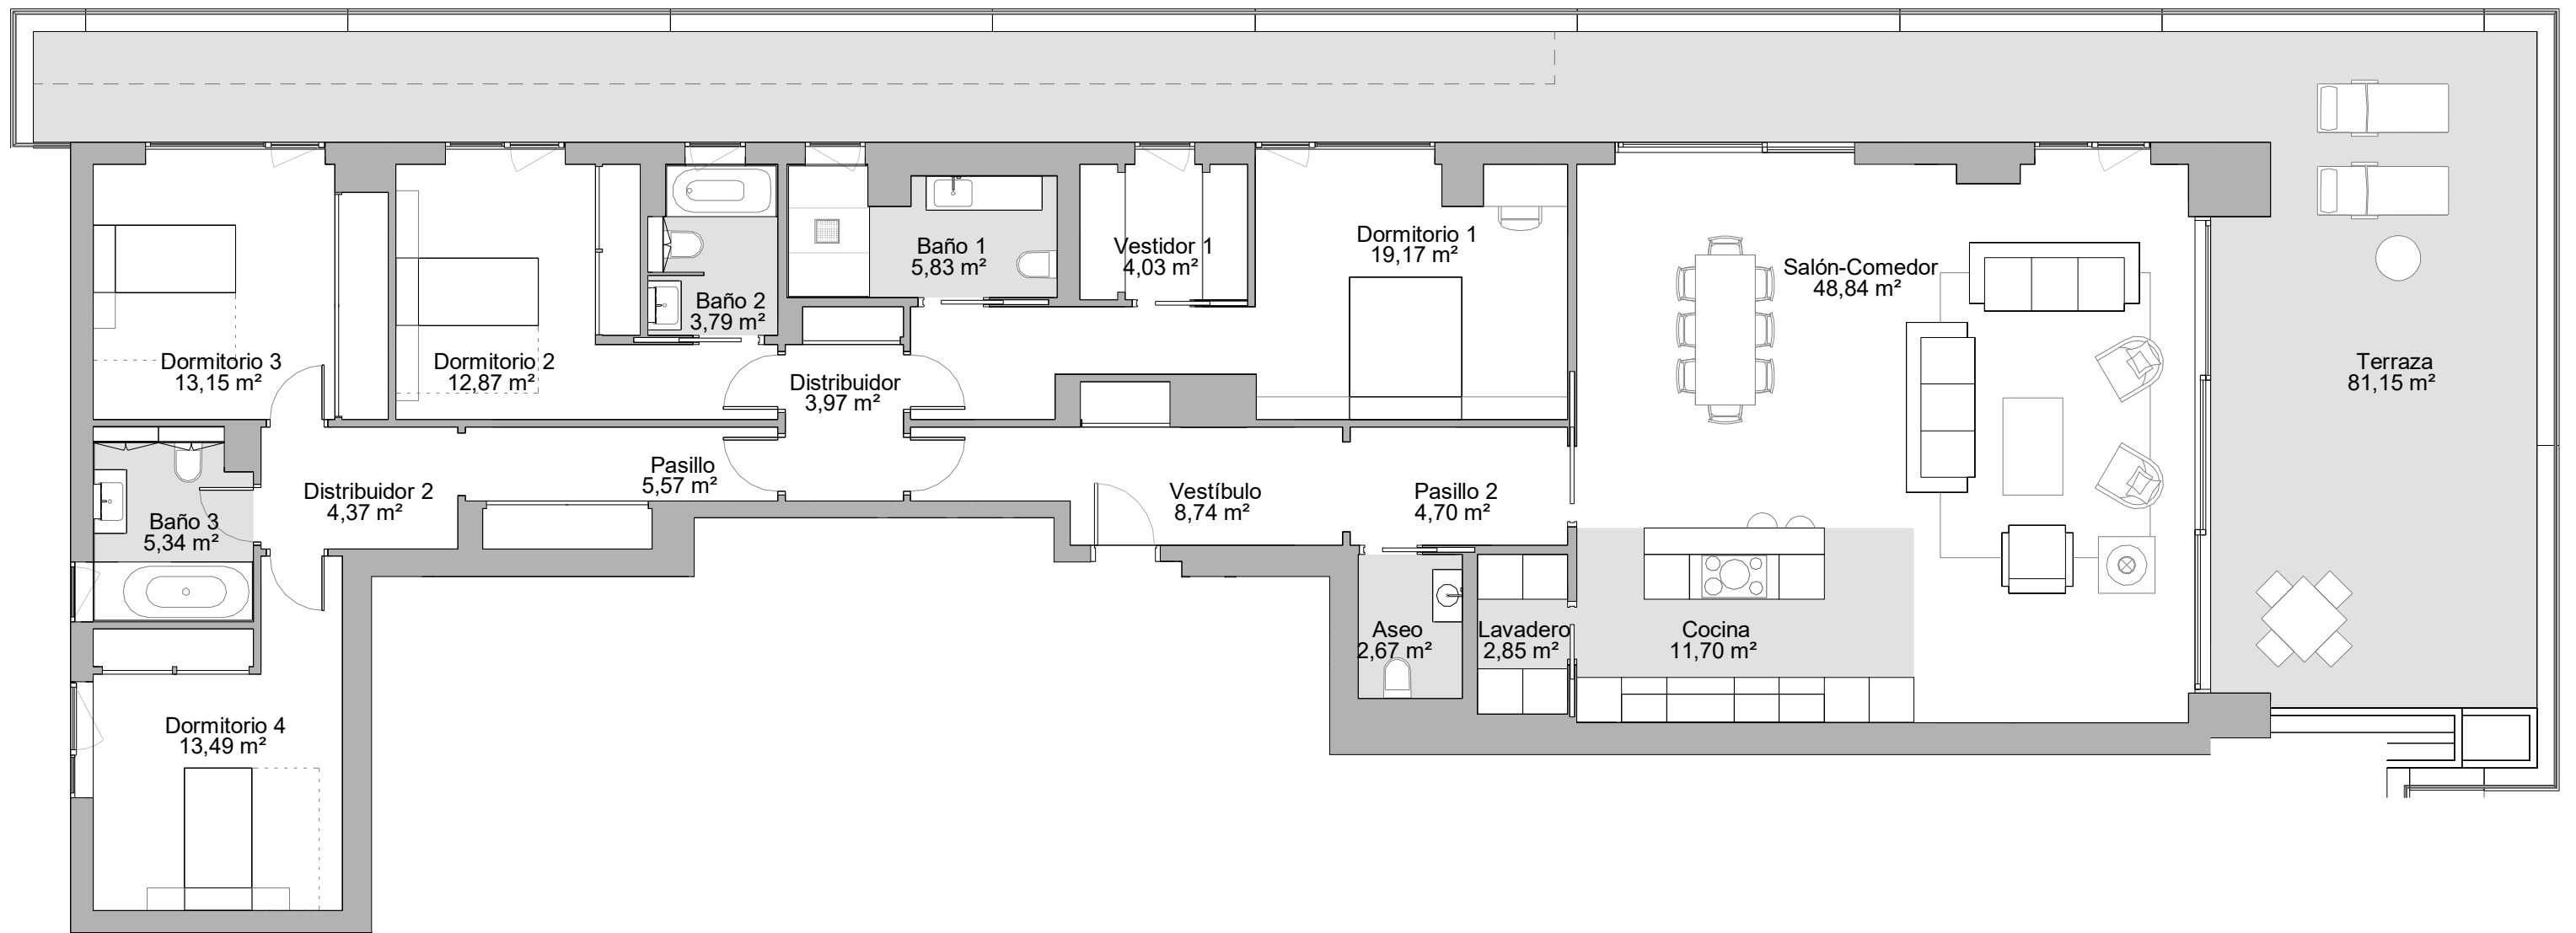 Baño 1
5,83 m²
Vestidor 1
4,03 m²
Dormitorio 1
19,17 m²
Salón-Comedor
48,84 m²
Baño 2
3,79 m²
Dormitorio 3
13,15 m²
Dormitorio 2
12,87 m²
Distribuidor
3,97 m²
Terraza
81,15 m²
Pasillo
5,57 m²
Distribuidor 2
4,37 m²
Vestíbulo
8,74 m²
Pasillo 2
4,70 m²
Baño 3
5,34 m²
Aseo
2,67 m²
Lavadero
2,85 m²
Cocina
11,70 m²
Dormitorio 4
13,49 m²